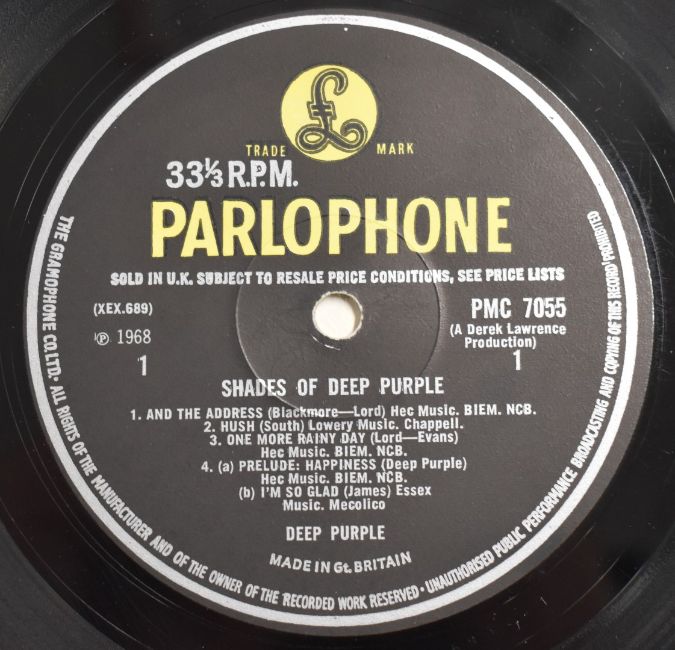 £
TRADE MARK
33⅓ R.P.M.
PARLOPHONE
SOLD IN U.K. SUBJECT TO RESALE PRICE CONDITIONS, SEE PRICE LISTS
(XEX.689)
PMC 7055
℗ 1968
(A Derek Lawrence
Production)
1
1
SHADES OF DEEP PURPLE
1. AND THE ADDRESS (Blackmore—Lord) Hec Music. BIEM. NCB.
2. HUSH (South) Lowery Music. Chappell.
3. ONE MORE RAINY DAY (Lord—Evans)
Hec Music. BIEM. NCB.
4. (a) PRELUDE: HAPPINESS (Deep Purple)
Hec Music. BIEM. NCB.
(b) I'M SO GLAD (James) Essex
Music. Mecolico
DEEP PURPLE
MADE IN Gt. BRITAIN
THE GRAMOPHONE CO. LTD. · ALL RIGHTS OF THE MANUFACTURER AND OF THE OWNER OF THE RECORDED WORK RESERVED · UNAUTHORISED PUBLIC PERFORMANCE BROADCASTING AND COPYING OF THIS RECORD PROHIBITED